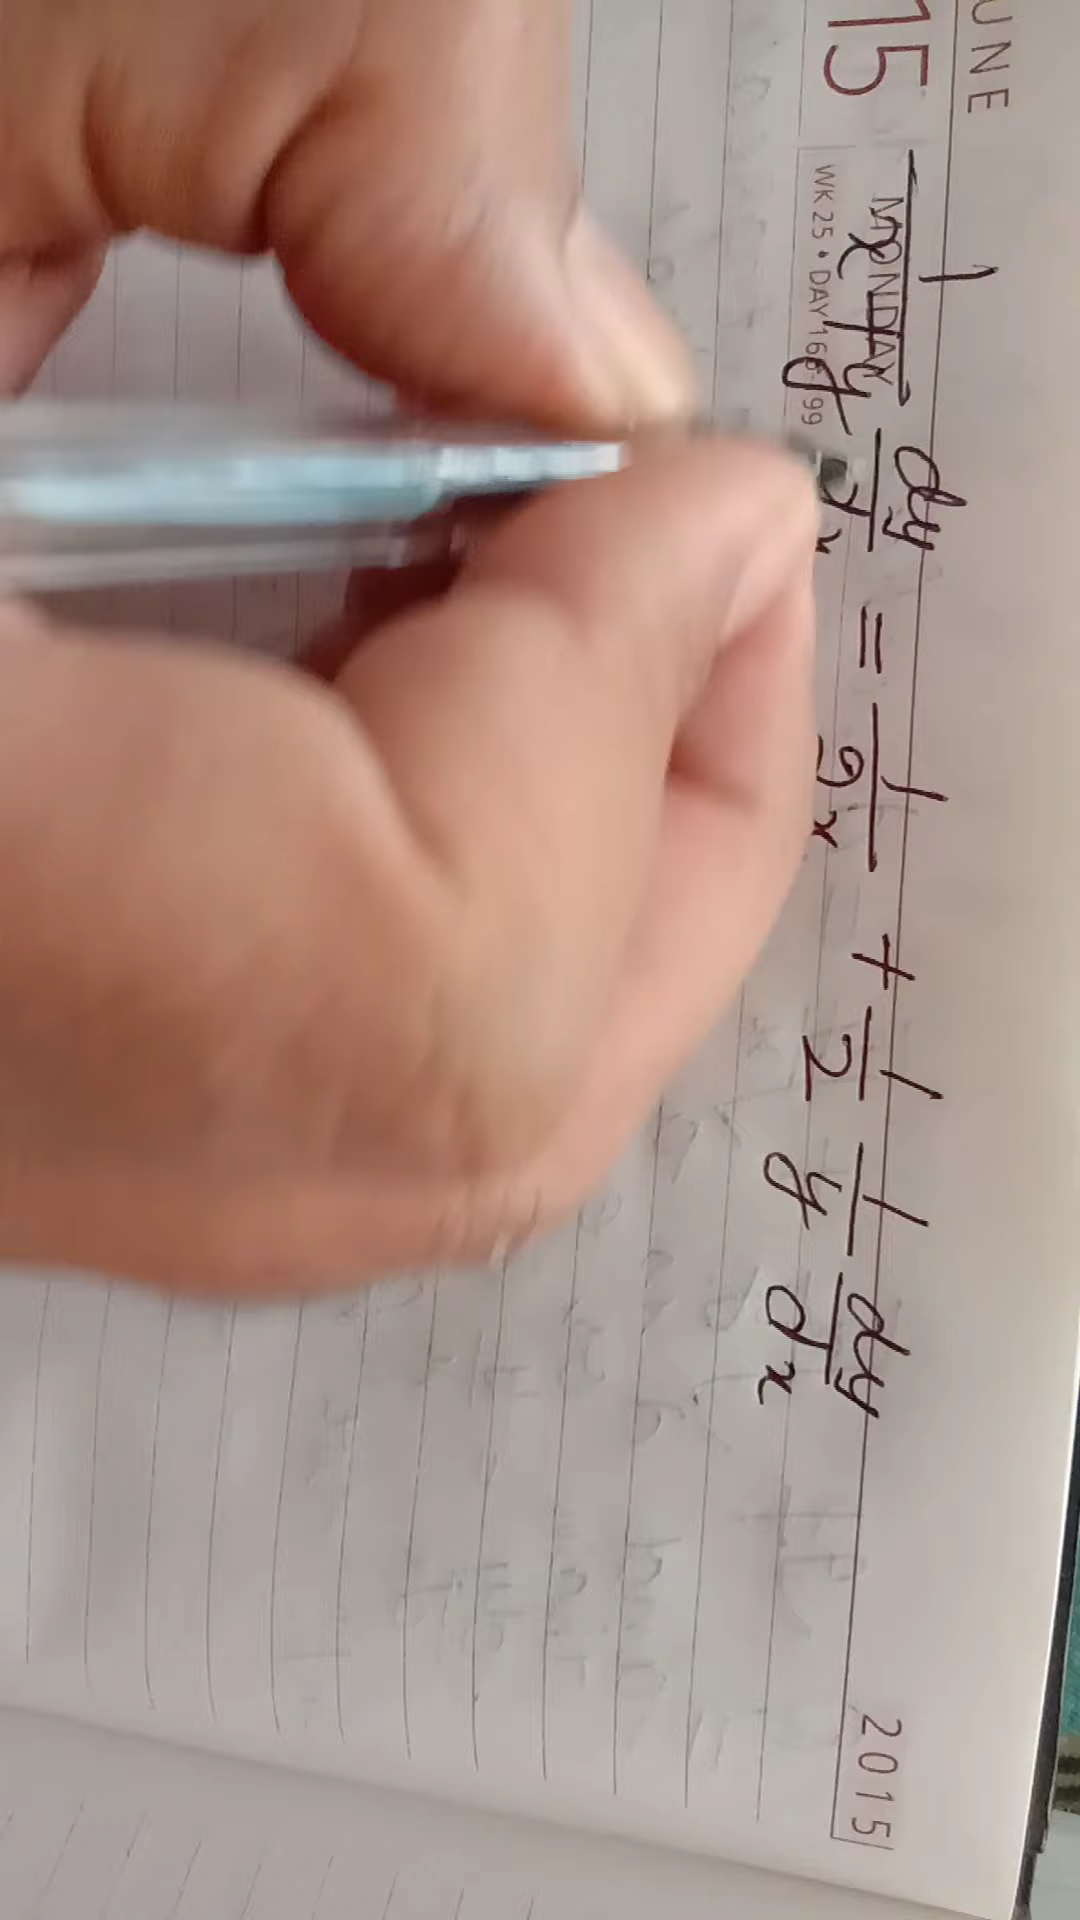 JUNE
15
MONDAY
WK 25 • DAY 166-199
2015
1/(x+y) dy/dx = 1/2x + 1/2 1/y dy/dx